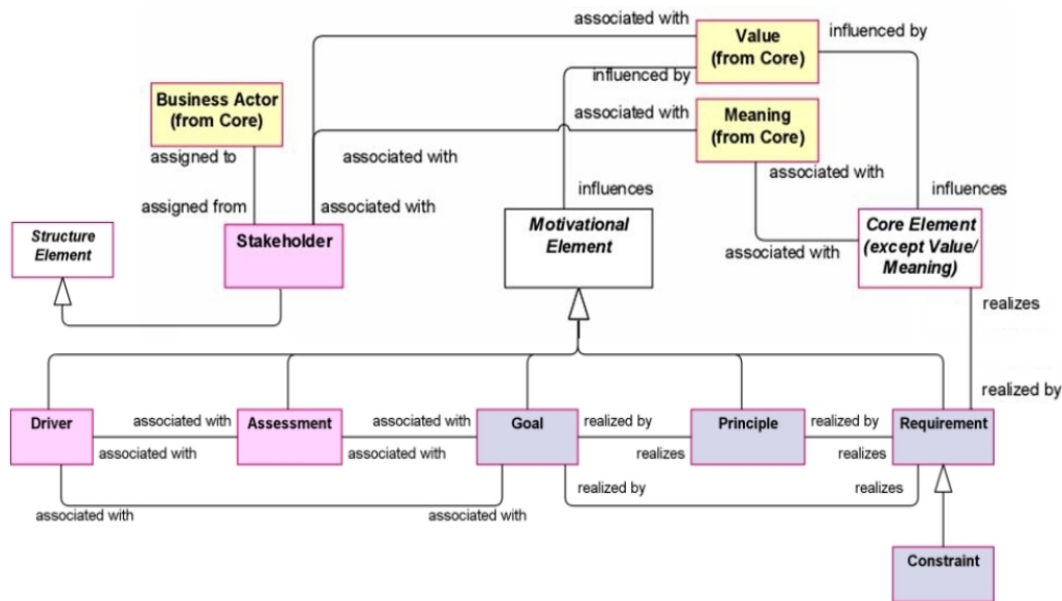 associated with
Value
(from Core)
influenced by
influenced by
Business Actor
(from Core)
associated with
Meaning
(from Core)
assigned to
associated with
associated with
influences
influences
assigned from
associated with
Structure
Element
Stakeholder
Motivational
Element
Core Element
(except Value/
Meaning)
associated with
realizes
realized by
Driver
associated with
associated with
Assessment
associated with
associated with
Goal
realized by
realizes
Principle
realized by
realizes
Requirement
realized by
realizes
associated with
associated with
Constraint